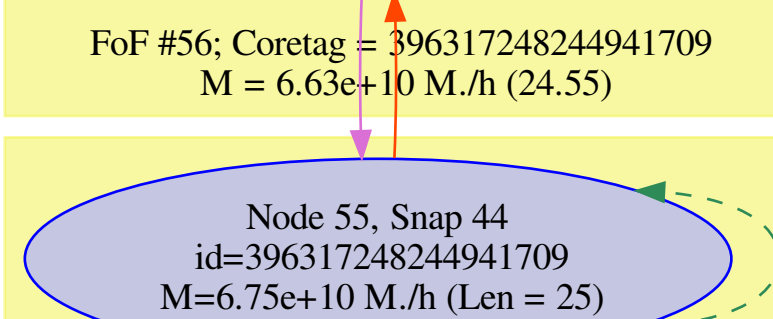 FoF #56; Coretag = 396317248244941709
M = 6.63e+10 M./h (24.55)
Node 55, Snap 44
id=396317248244941709
M=6.75e+10 M./h (Len = 25)